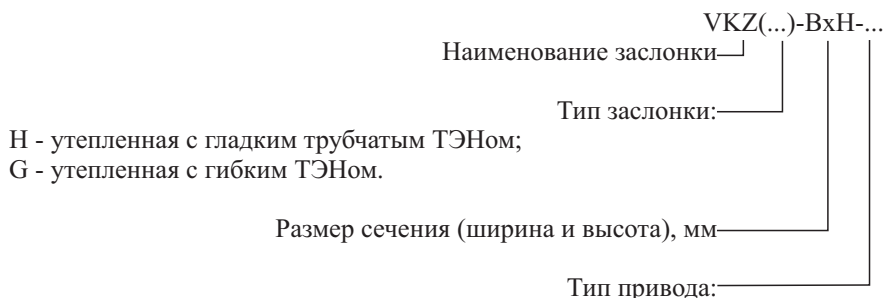 VKZ(...)-BxH-...
Наименование заслонки
Тип заслонки:
Н - утепленная с гладким трубчатым ТЭНом;
G - утепленная с гибким ТЭНом.
Размер сечения (ширина и высота), мм
Тип привода: